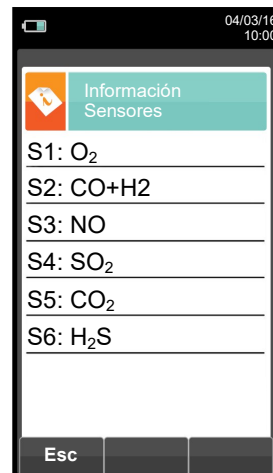 04/03/16
10:00
Información
Sensores
S1: O₂
S2: CO+H2
S3: NO
S4: SO₂
S5: CO₂
S6: H₂S
Esc